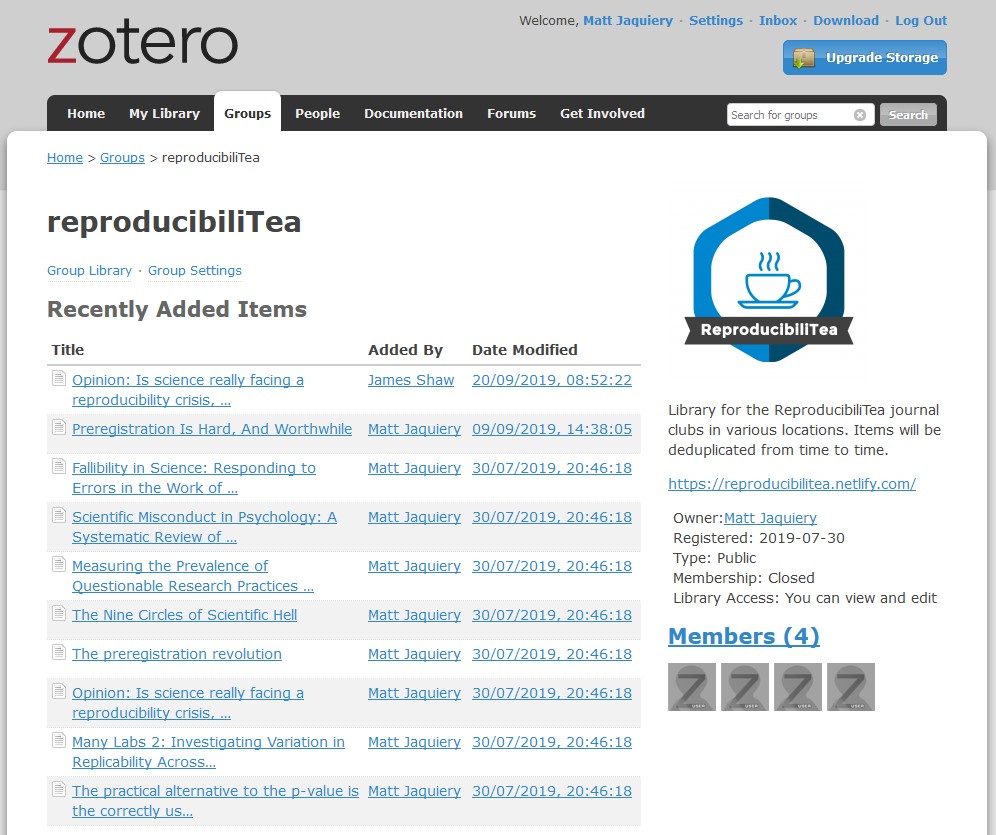 zotero
Welcome, Matt Jaquiery · Settings · Inbox · Download · Log Out
Upgrade Storage
Home My Library Groups People Documentation Forums Get Involved
Search for groups Search
Home > Groups > reproducibiliTea
reproducibiliTea
Group Library · Group Settings
Recently Added Items
Title Added By Date Modified
Opinion: Is science really facing a James Shaw 20/09/2019, 08:52:22
reproducibility crisis, ...
Preregistration Is Hard, And Worthwhile Matt Jaquiery 09/09/2019, 14:38:05
Fallibility in Science: Responding to Matt Jaquiery 30/07/2019, 20:46:18
Errors in the Work of ...
Scientific Misconduct in Psychology: A Matt Jaquiery 30/07/2019, 20:46:18
Systematic Review of ...
Measuring the Prevalence of Matt Jaquiery 30/07/2019, 20:46:18
Questionable Research Practices ...
The Nine Circles of Scientific Hell Matt Jaquiery 30/07/2019, 20:46:18
The preregistration revolution Matt Jaquiery 30/07/2019, 20:46:18
Opinion: Is science really facing a Matt Jaquiery 30/07/2019, 20:46:18
reproducibility crisis, ...
Many Labs 2: Investigating Variation in Matt Jaquiery 30/07/2019, 20:46:18
Replicability Across...
The practical alternative to the p-value is Matt Jaquiery 30/07/2019, 20:46:18
the correctly us...
ReproducibiliTea
Library for the ReproducibiliTea journal
clubs in various locations. Items will be
deduplicated from time to time.
https://reproducibilitea.netlify.com/
Owner:Matt Jaquiery
Registered: 2019-07-30
Type: Public
Membership: Closed
Library Access: You can view and edit
Members (4)
Z USER Z USER Z USER Z USER